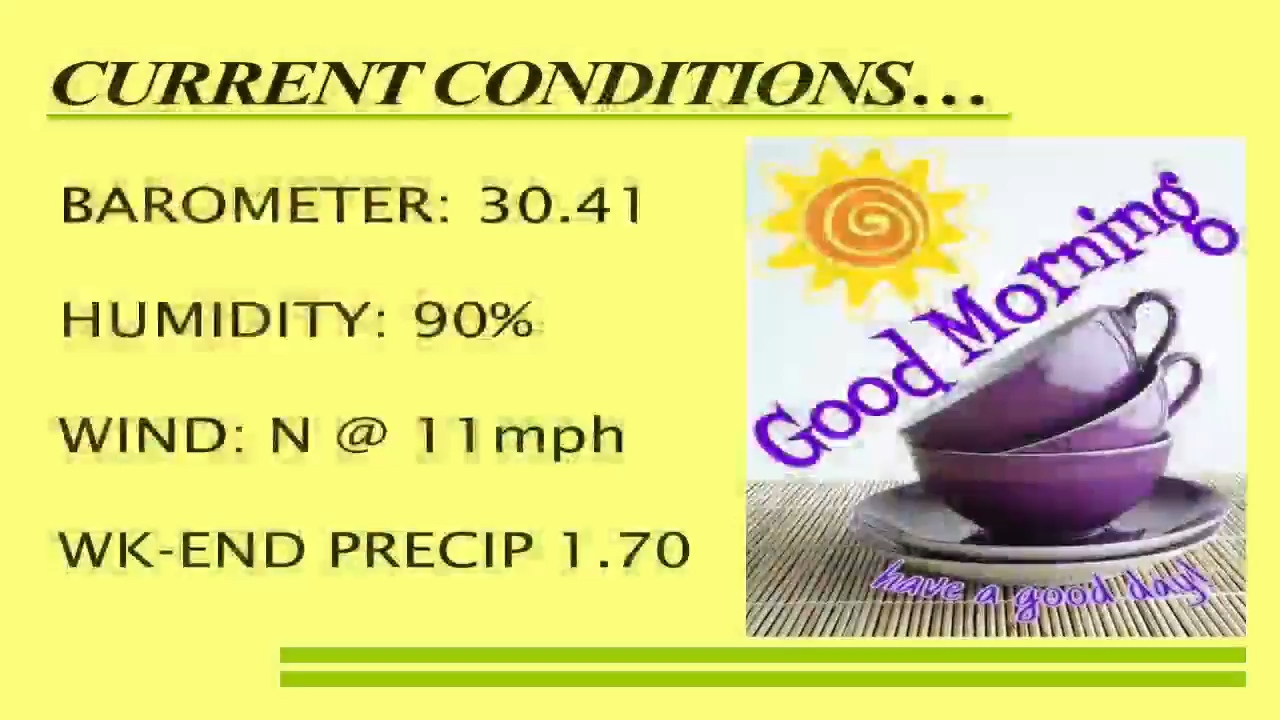 CURRENT CONDITIONS...
BAROMETER: 30.41
HUMIDITY: 90%
WIND: N @ 11mph
WK-END PRECIP 1.70
Good Morning
have a good day!